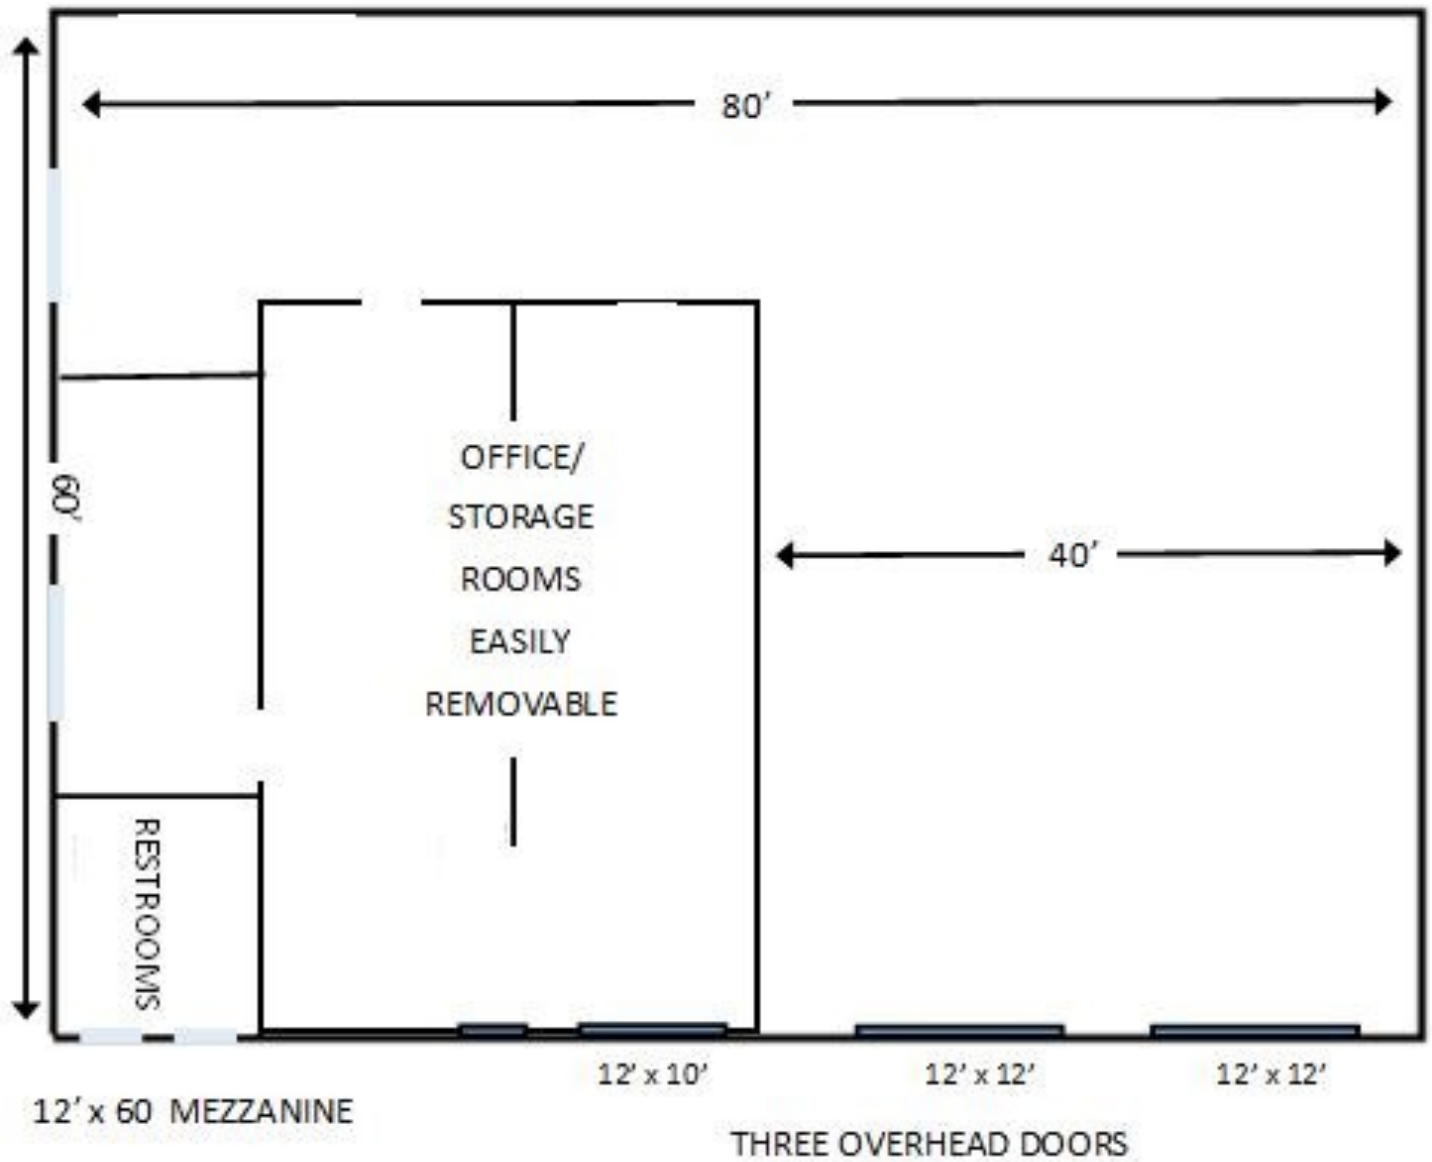 80’
60’
OFFICE/
STORAGE
ROOMS
EASILY
REMOVABLE
40’
RESTROOMS
12’ x 10’
12’ x 12’
12’ x 12’
12’ x 60 MEZZANINE
THREE OVERHEAD DOORS